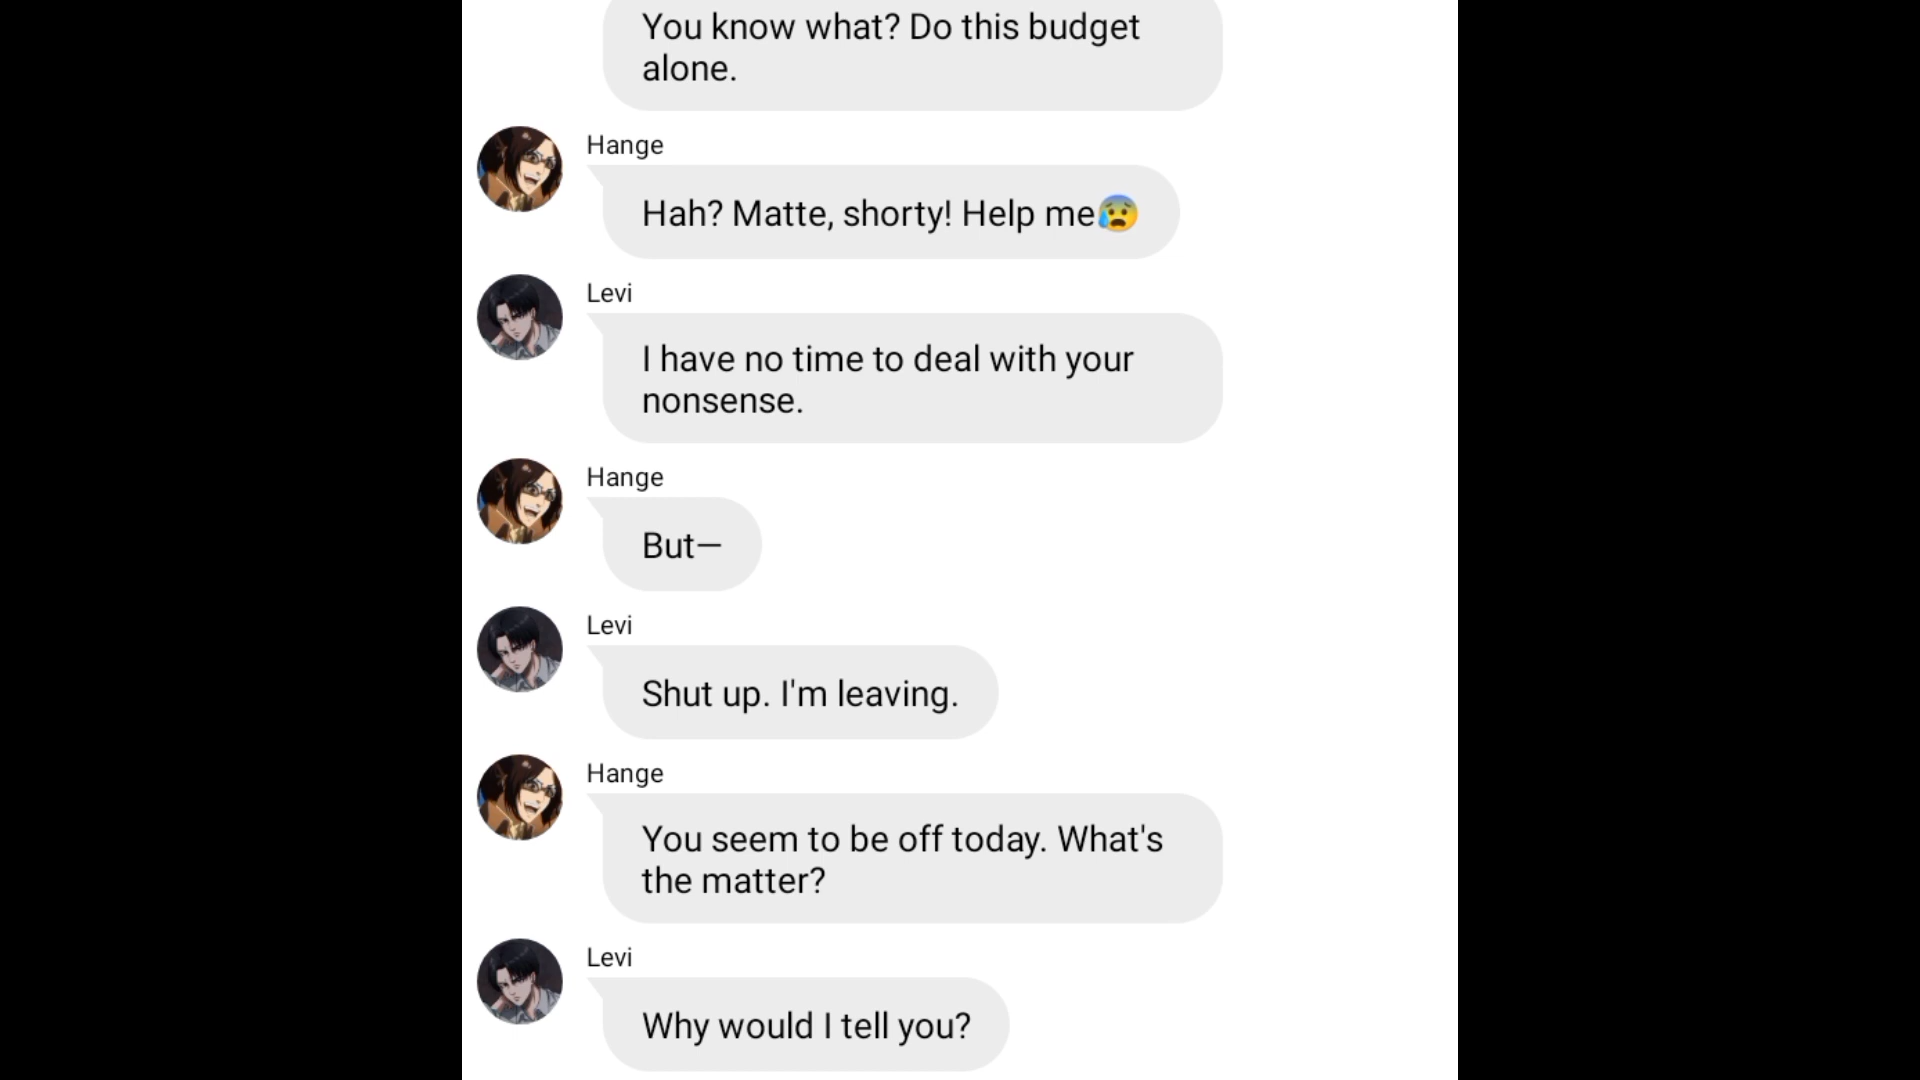 You know what? Do this budget
alone.
Hange
Hah? Matte, shorty! Help me😰
Levi
I have no time to deal with your
nonsense.
Hange
But—
Levi
Shut up. I'm leaving.
Hange
You seem to be off today. What's
the matter?
Levi
Why would I tell you?